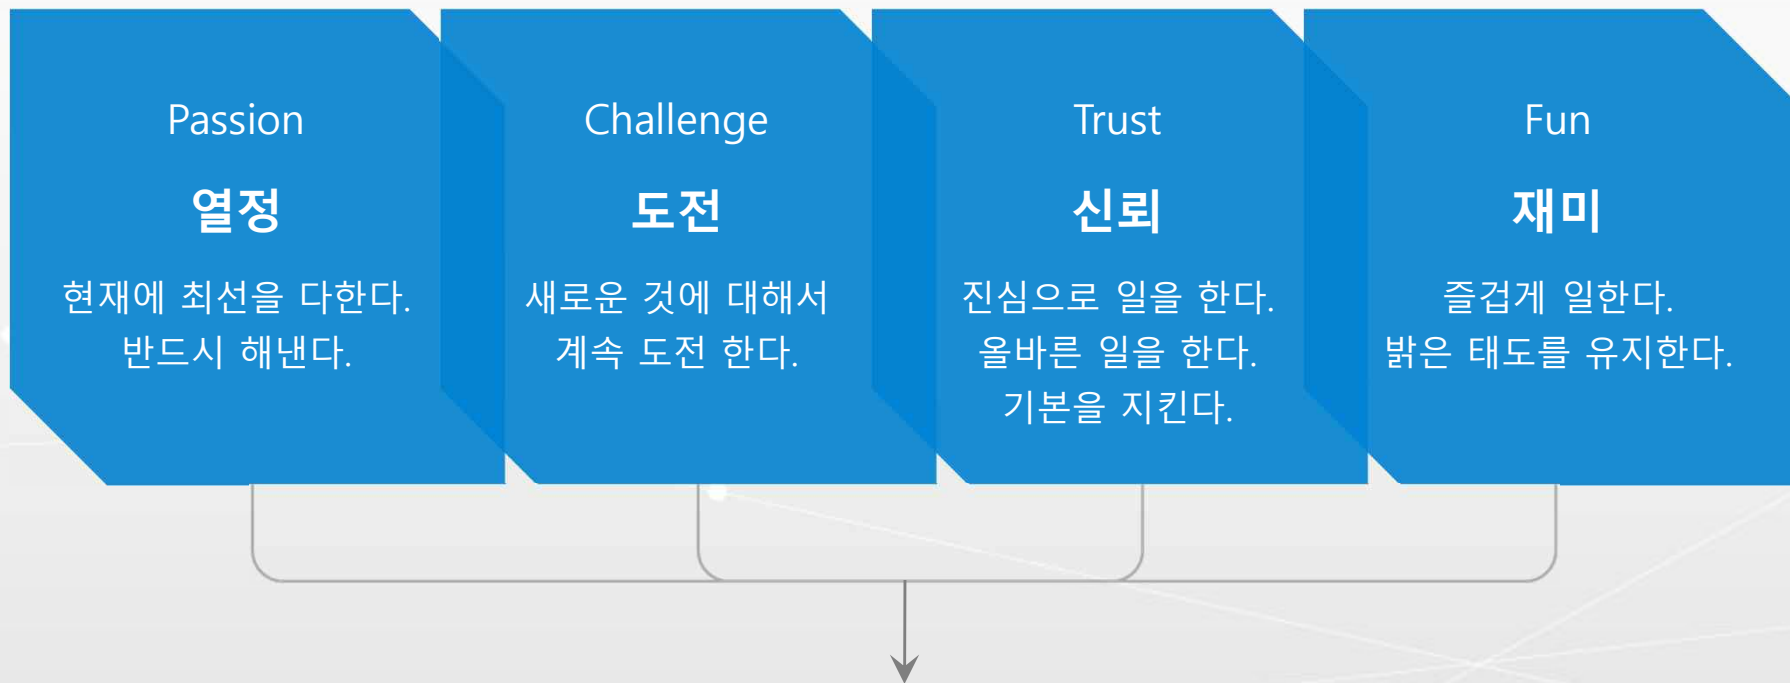 Passion
열정
현재에 최선을 다한다.
반드시 해낸다.
Challenge
도전
새로운 것에 대해서
계속 도전 한다.
Trust
신뢰
진심으로 일을 한다.
올바른 일을 한다.
기본을 지킨다.
Fun
재미
즐겁게 일한다.
밝은 태도를 유지한다.